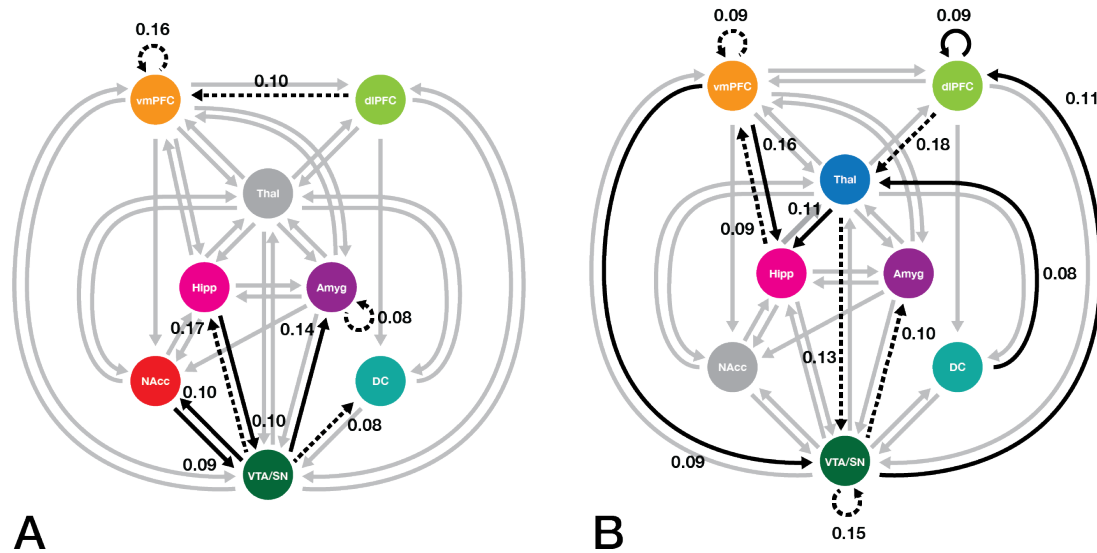 0.16
vmPFC
0.10
dlPFC
Thal
Hipp
Amyg
0.17
0.14
0.08
NAcc
0.10
DC
0.10
0.08
0.09
VTA/SN
A
0.09
0.09
vmPFC
dlPFC
0.11
0.16
0.18
Thal
0.11
0.09
Hipp
Amyg
0.08
0.10
0.13
NAcc
DC
0.09
VTA/SN
0.15
B